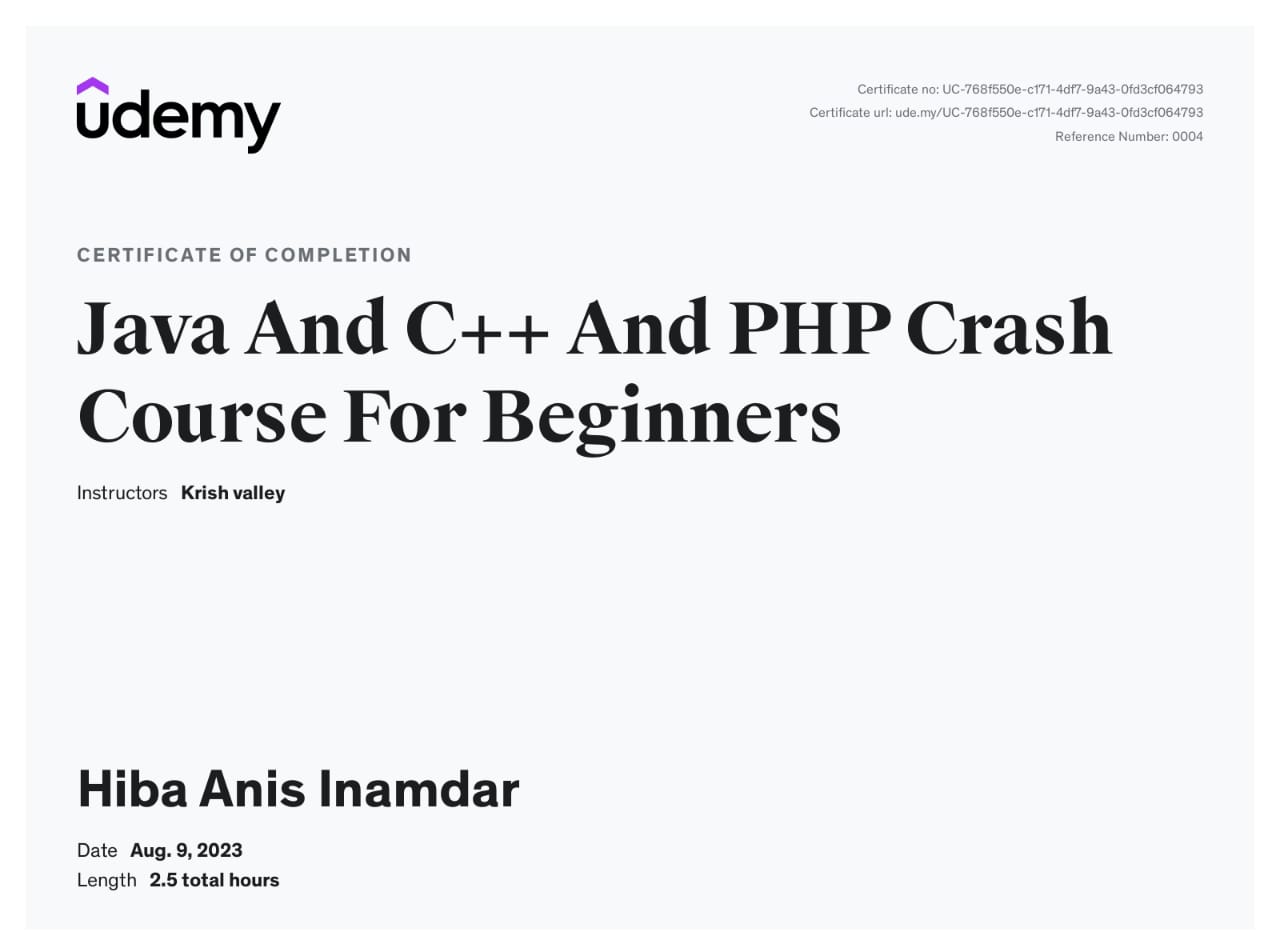 udemy
Certificate no: UC-768f550e-c171-4df7-9a43-0fd3cf064793
Certificate url: ude.my/UC-768f550e-c171-4df7-9a43-0fd3cf064793
Reference Number: 0004
CERTIFICATE OF COMPLETION
Java And C++ And PHP Crash
Course For Beginners
Instructors Krish valley
Hiba Anis Inamdar
Date Aug. 9, 2023
Length 2.5 total hours